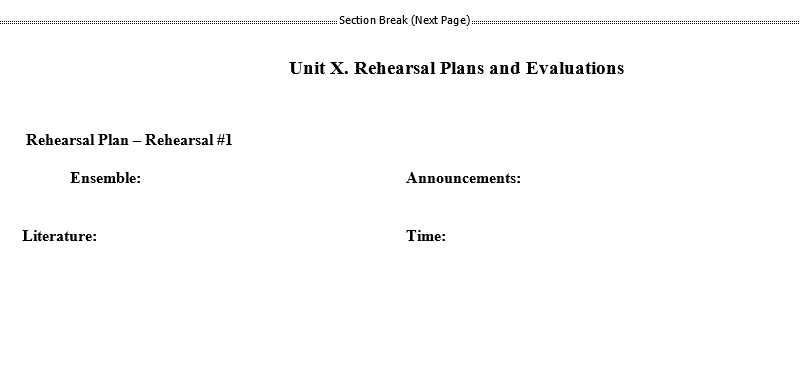 Section Break (Next Page)
Unit X. Rehearsal Plans and Evaluations
Rehearsal Plan – Rehearsal #1
Ensemble: Announcements:
Literature: Time: